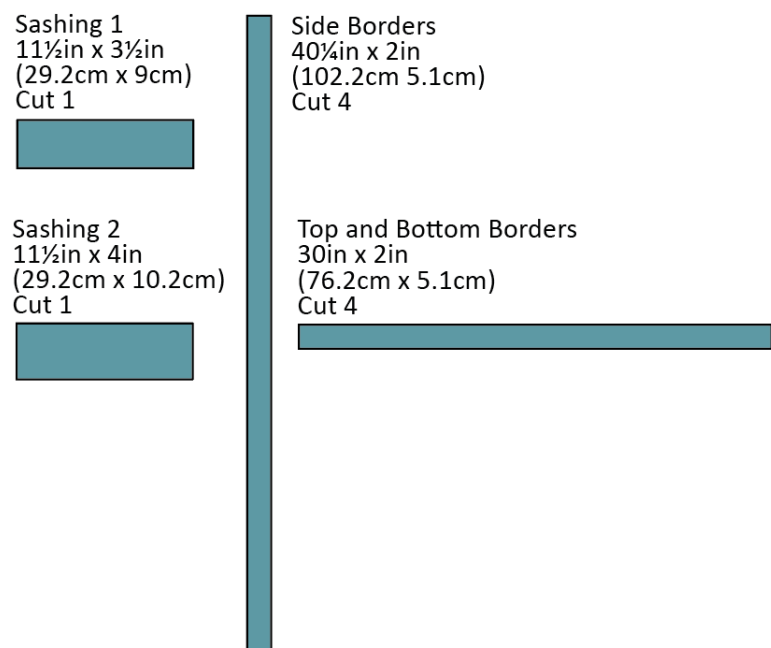 Sashing 1
11½in x 3½in
(29.2cm x 9cm)
Cut 1
Side Borders
40¼in x 2in
(102.2cm 5.1cm)
Cut 4
Sashing 2
11½in x 4in
(29.2cm x 10.2cm)
Cut 1
Top and Bottom Borders
30in x 2in
(76.2cm x 5.1cm)
Cut 4